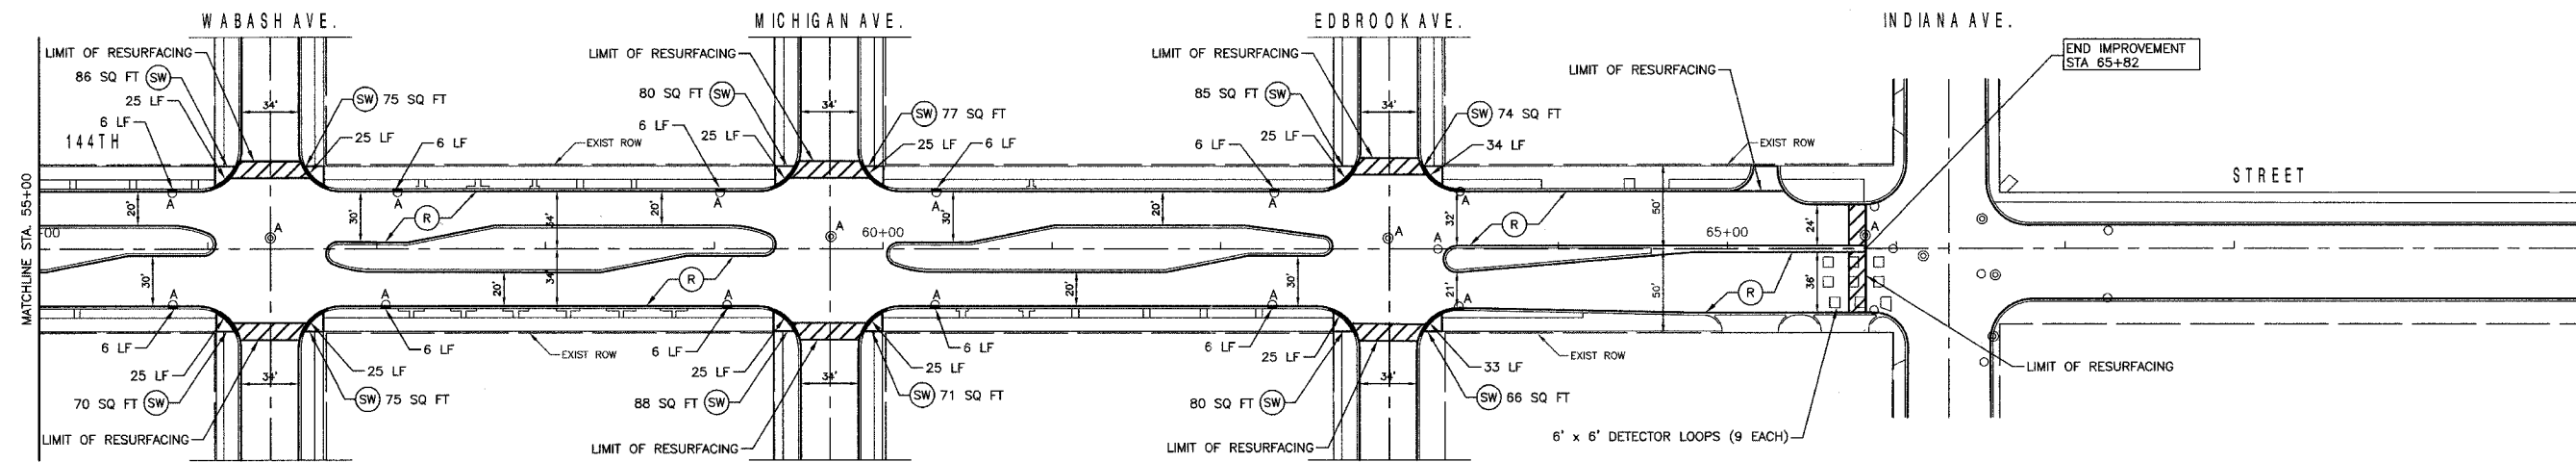 WABASH AVE.
MICHIGAN AVE.
EDBROOK AVE.
INDIANA AVE.
LIMIT OF RESURFACING
86 SQ FT SW
25 LF
6 LF
144TH
34'
SW 75 SQ FT
25 LF
6 LF
EXIST ROW
LIMIT OF RESURFACING
80 SQ FT SW
6 LF
25 LF
34'
SW 77 SQ FT
25 LF
6 LF
LIMIT OF RESURFACING
85 SQ FT SW
6 LF
25 LF
34'
SW 74 SQ FT
34 LF
LIMIT OF RESURFACING
EXIST ROW
END IMPROVEMENT
STA 65+82
STREET
MATCHLINE STA. 55+00
A
A
A
A
A
A
20'
30'
R
34'
20'
30'
20'
32'
R
50'
24'
+00
A
A
60+00
A
A
65+00
A
30'
20'
34'
R
20'
30'
21'
50'
R
36'
A
A
A
A
A
A
6 LF
25 LF
70 SQ FT SW
LIMIT OF RESURFACING
34'
6 LF
25 LF
SW 75 SQ FT
EXIST ROW
6 LF
25 LF
88 SQ FT SW
LIMIT OF RESURFACING
34'
6 LF
25 LF
SW 71 SQ FT
6 LF
25 LF
80 SQ FT SW
LIMIT OF RESURFACING
34'
33 LF
SW 66 SQ FT
EXIST ROW
6' x 6' DETECTOR LOOPS (9 EACH)
LIMIT OF RESURFACING